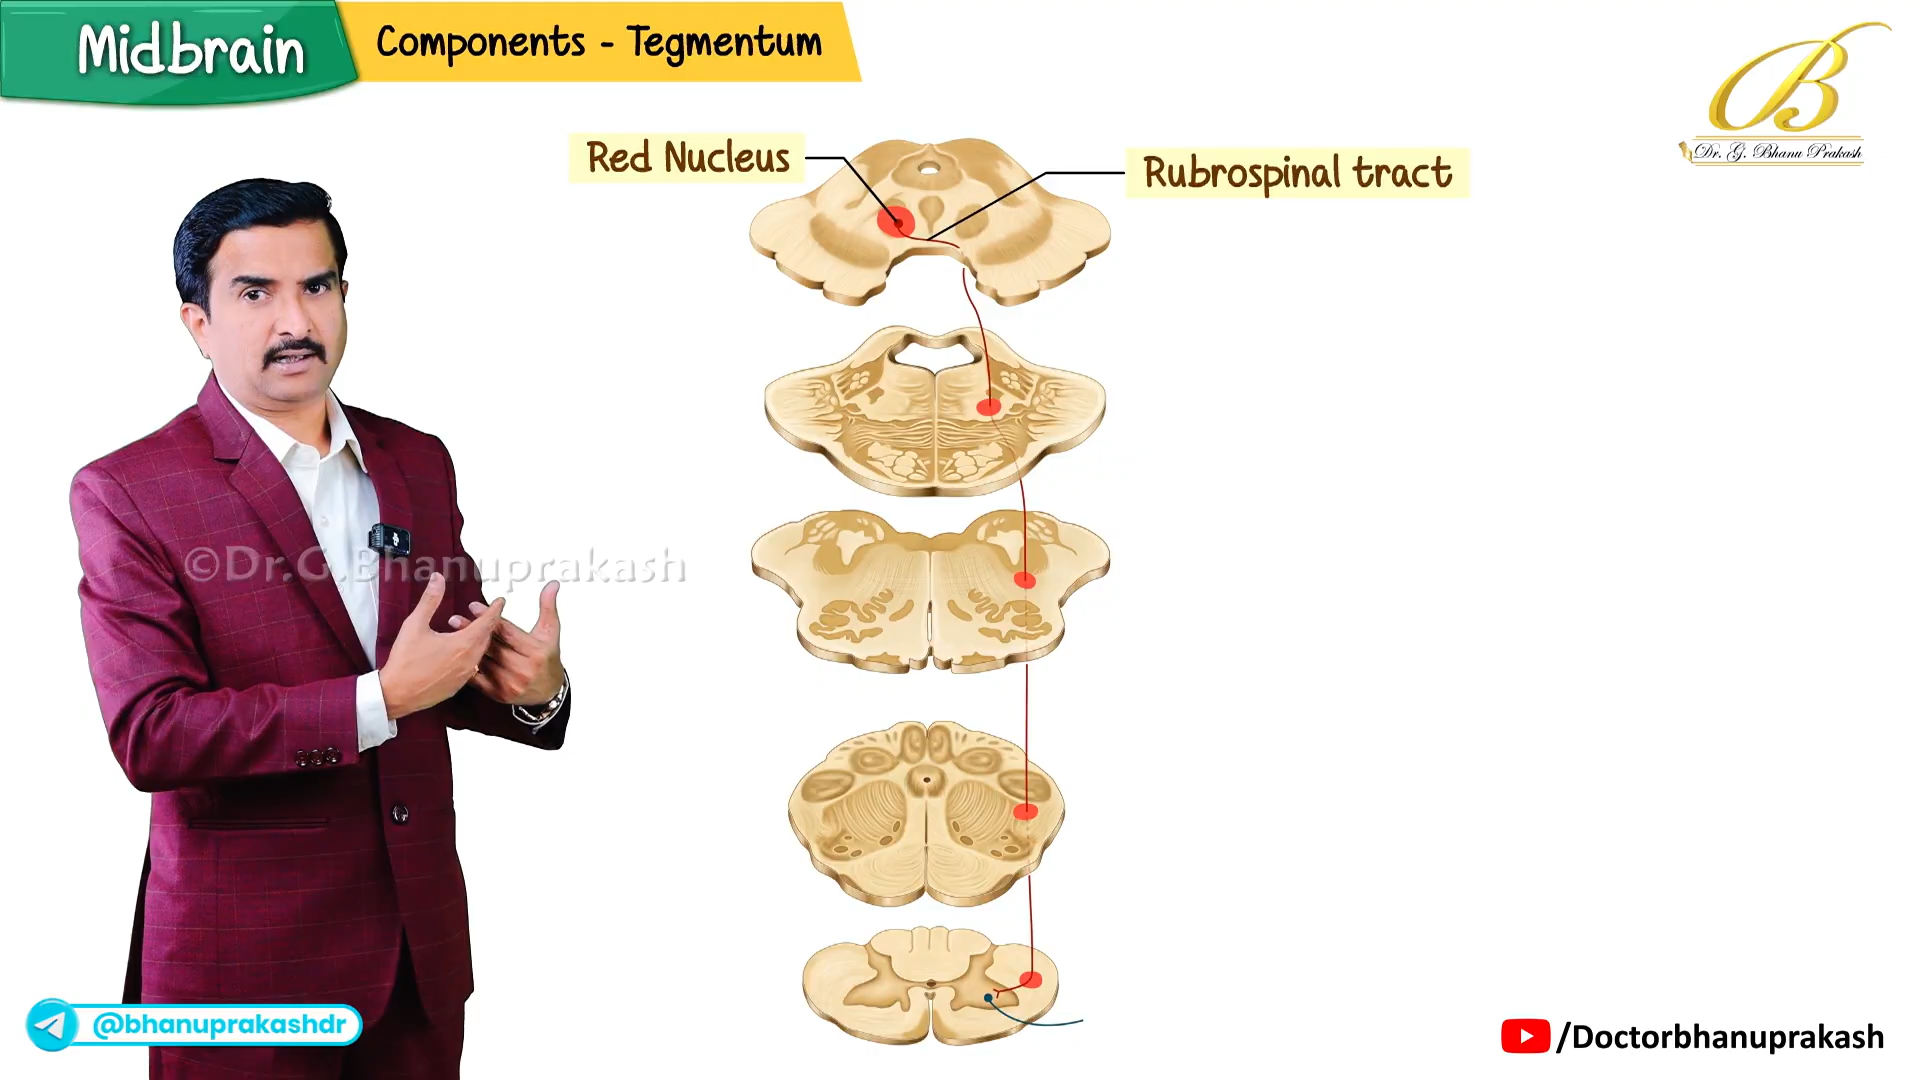 Midbrain
Components - Tegmentum
Dr. G. Bhanu Prakash
Red Nucleus
Rubrospinal tract
©Dr.G.Bhanuprakash
@bhanuprakashdr
/Doctorbhanuprakash